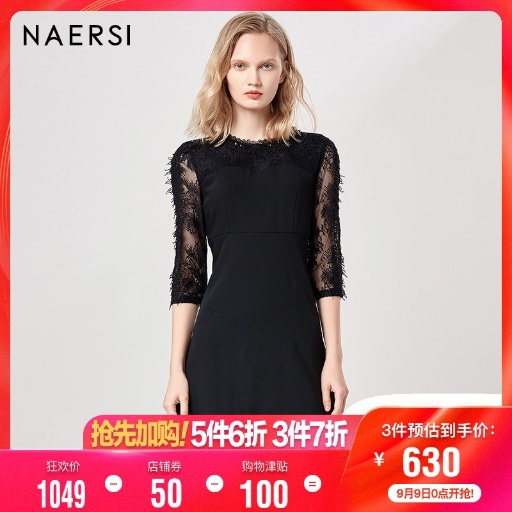 NAERSI
抢先加购!5件6折 3件7折
狂欢价 店铺券 购物津贴
1049 - 50 - 100 =
3件预估到手价:
¥ 630
9月9日0点开抢!